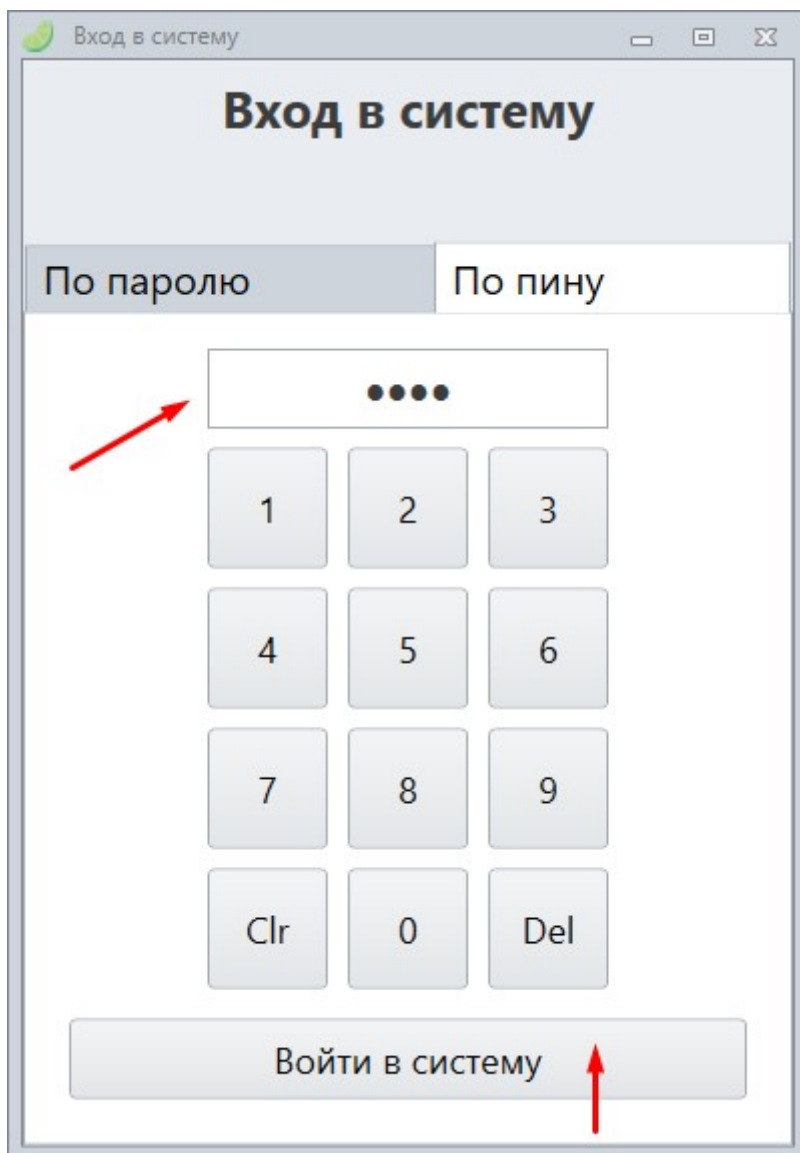 Вход в систему
Вход в систему
По паролю По пину
••••
1 2 3
4 5 6
7 8 9
Clr 0 Del
Войти в систему